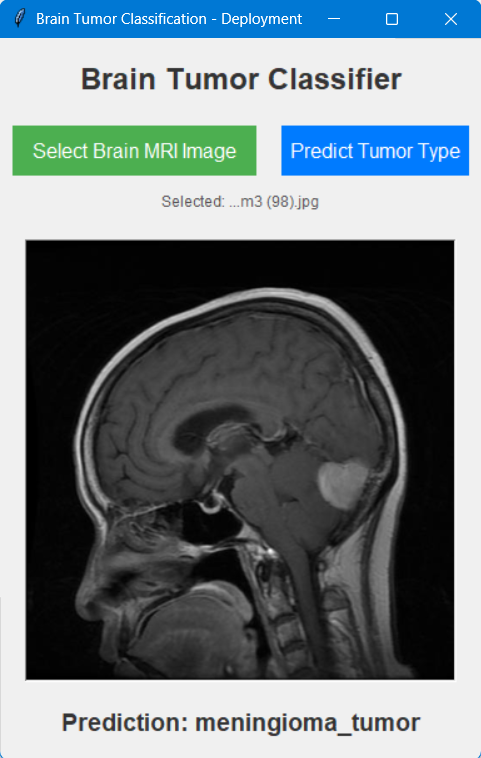 Brain Tumor Classification - Deployment
Brain Tumor Classifier
Select Brain MRI Image Predict Tumor Type
Selected: ...m3 (98).jpg
Prediction: meningioma_tumor